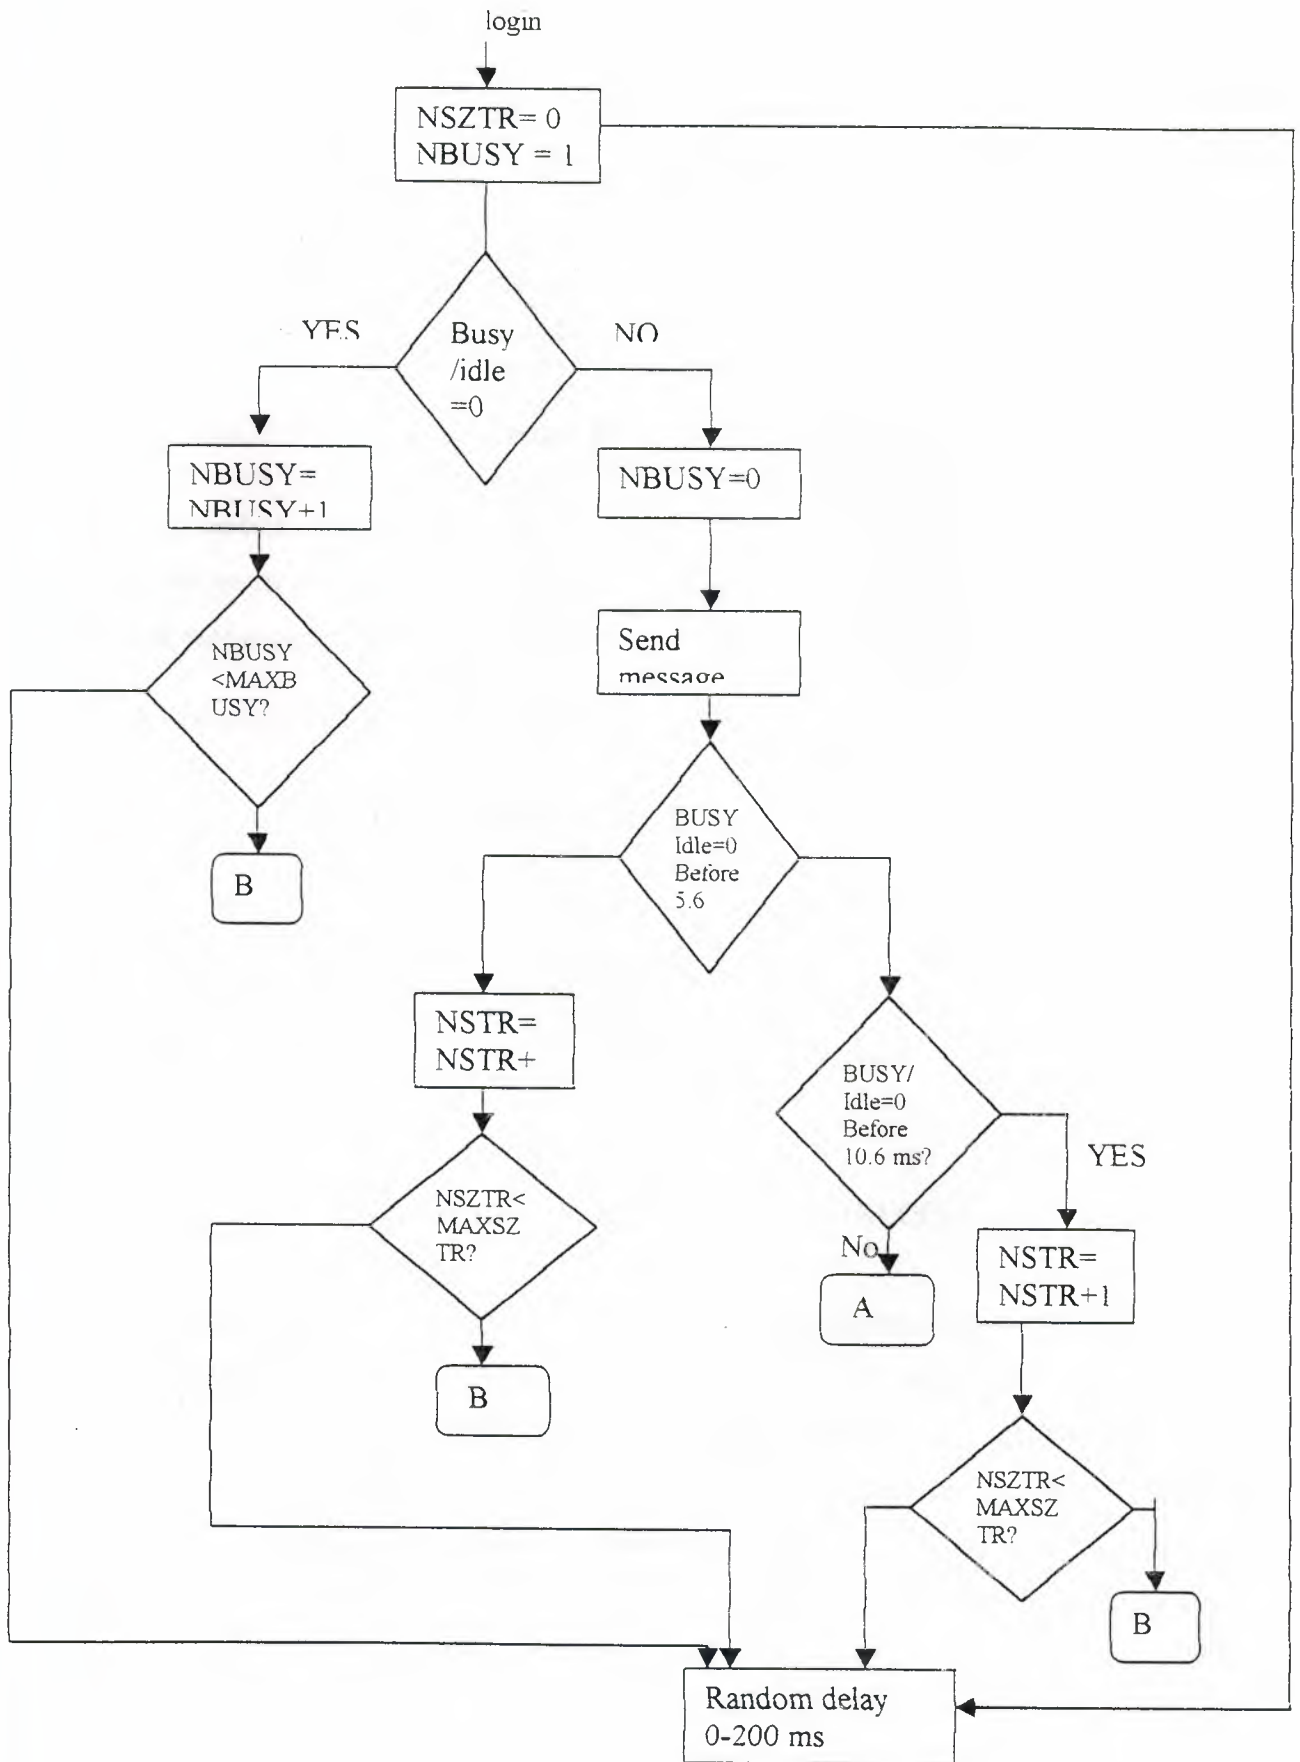 login
NSZTR= 0
NBUSY = 1
YES
Busy
/idle
=0
NO
NBUSY=
NBUSY+1
NBUSY=0
NBUSY
<MAXB
USY?
Send
message
B
BUSY
Idle=0
Before
5.6
NSTR=
NSTR+
BUSY/
Idle=0
Before
10.6 ms?
YES
NSZTR<
MAXSZ
TR?
No
A
NSTR=
NSTR+1
B
NSZTR<
MAXSZ
TR?
B
Random delay
0-200 ms